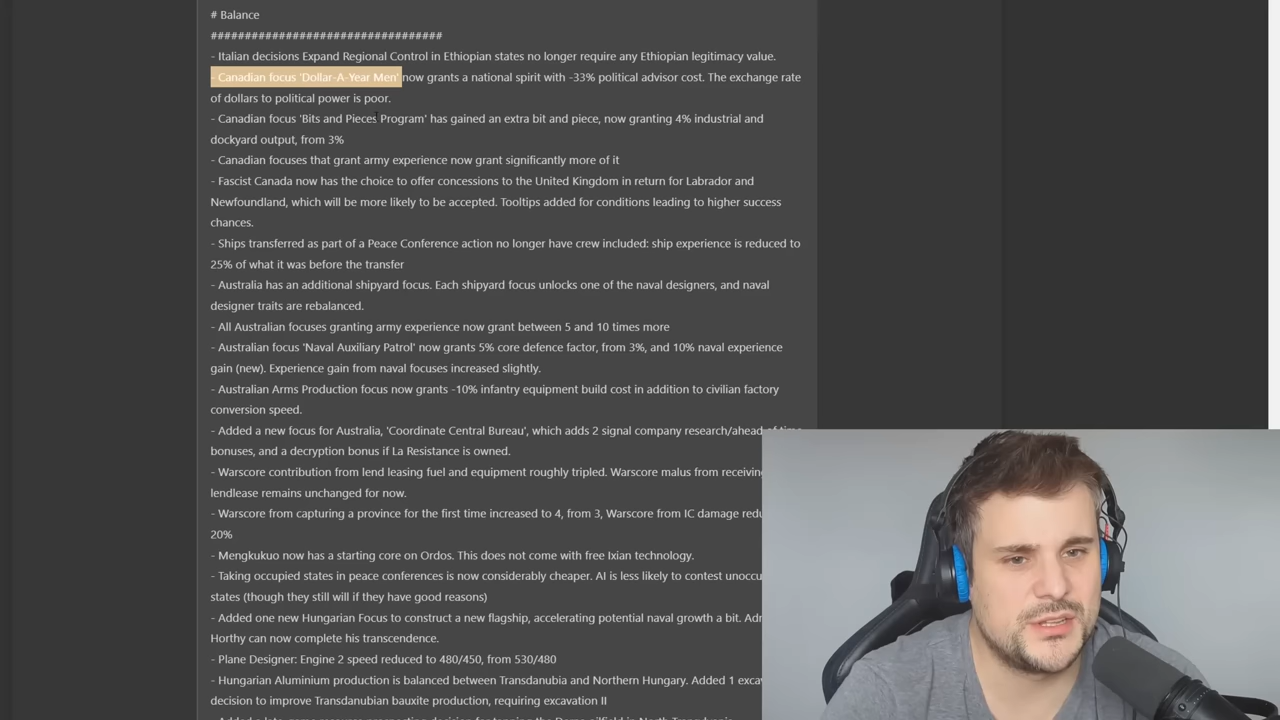 # Balance
##################################
- Italian decisions Expand Regional Control in Ethiopian states no longer require any Ethiopian legitimacy value.
- Canadian focus 'Dollar-A-Year Men' now grants a national spirit with -33% political advisor cost. The exchange rate
of dollars to political power is poor.
- Canadian focus 'Bits and Pieces Program' has gained an extra bit and piece, now granting 4% industrial and
dockyard output, from 3%
- Canadian focuses that grant army experience now grant significantly more of it
- Fascist Canada now has the choice to offer concessions to the United Kingdom in return for Labrador and
Newfoundland, which will be more likely to be accepted. Tooltips added for conditions leading to higher success
chances.
- Ships transferred as part of a Peace Conference action no longer have crew included: ship experience is reduced to
25% of what it was before the transfer
- Australia has an additional shipyard focus. Each shipyard focus unlocks one of the naval designers, and naval
designer traits are rebalanced.
- All Australian focuses granting army experience now grant between 5 and 10 times more
- Australian focus 'Naval Auxiliary Patrol' now grants 5% core defence factor, from 3%, and 10% naval experience
gain (new). Experience gain from naval focuses increased slightly.
- Australian Arms Production focus now grants -10% infantry equipment build cost in addition to civilian factory
conversion speed.
- Added a new focus for Australia, 'Coordinate Central Bureau', which adds 2 signal company research/ahead of time
bonuses, and a decryption bonus if La Resistance is owned.
- Warscore contribution from lend leasing fuel and equipment roughly tripled. Warscore malus from receiving
lendlease remains unchanged for now.
- Warscore from capturing a province for the first time increased to 4, from 3, Warscore from IC damage
20%
- Mengkukuo now has a starting core on Ordos. This does not come with free Ixian technology.
- Taking occupied states in peace conferences is now considerably cheaper. AI is less likely to contest
states (though they still will if they have good reasons)
- Added one new Hungarian Focus to construct a new flagship, accelerating potential naval growth a bit.
Horthy can now complete his transcendence.
- Plane Designer: Engine 2 speed reduced to 480/450, from 530/480
- Hungarian Aluminium production is balanced between Transdanubia and Northern Hungary. Added 1
decision to improve Transdanubian bauxite production, requiring excavation II